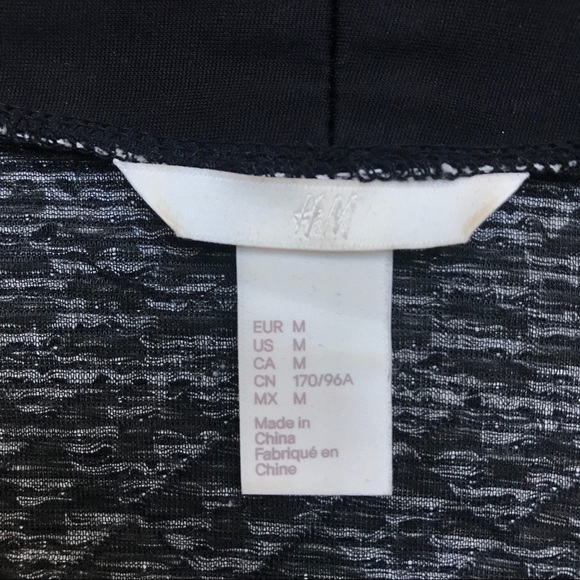 H&M
EUR M
US M
CA M
CN 170/96A
MX M
Made in
China
Fabriqué en
Chine